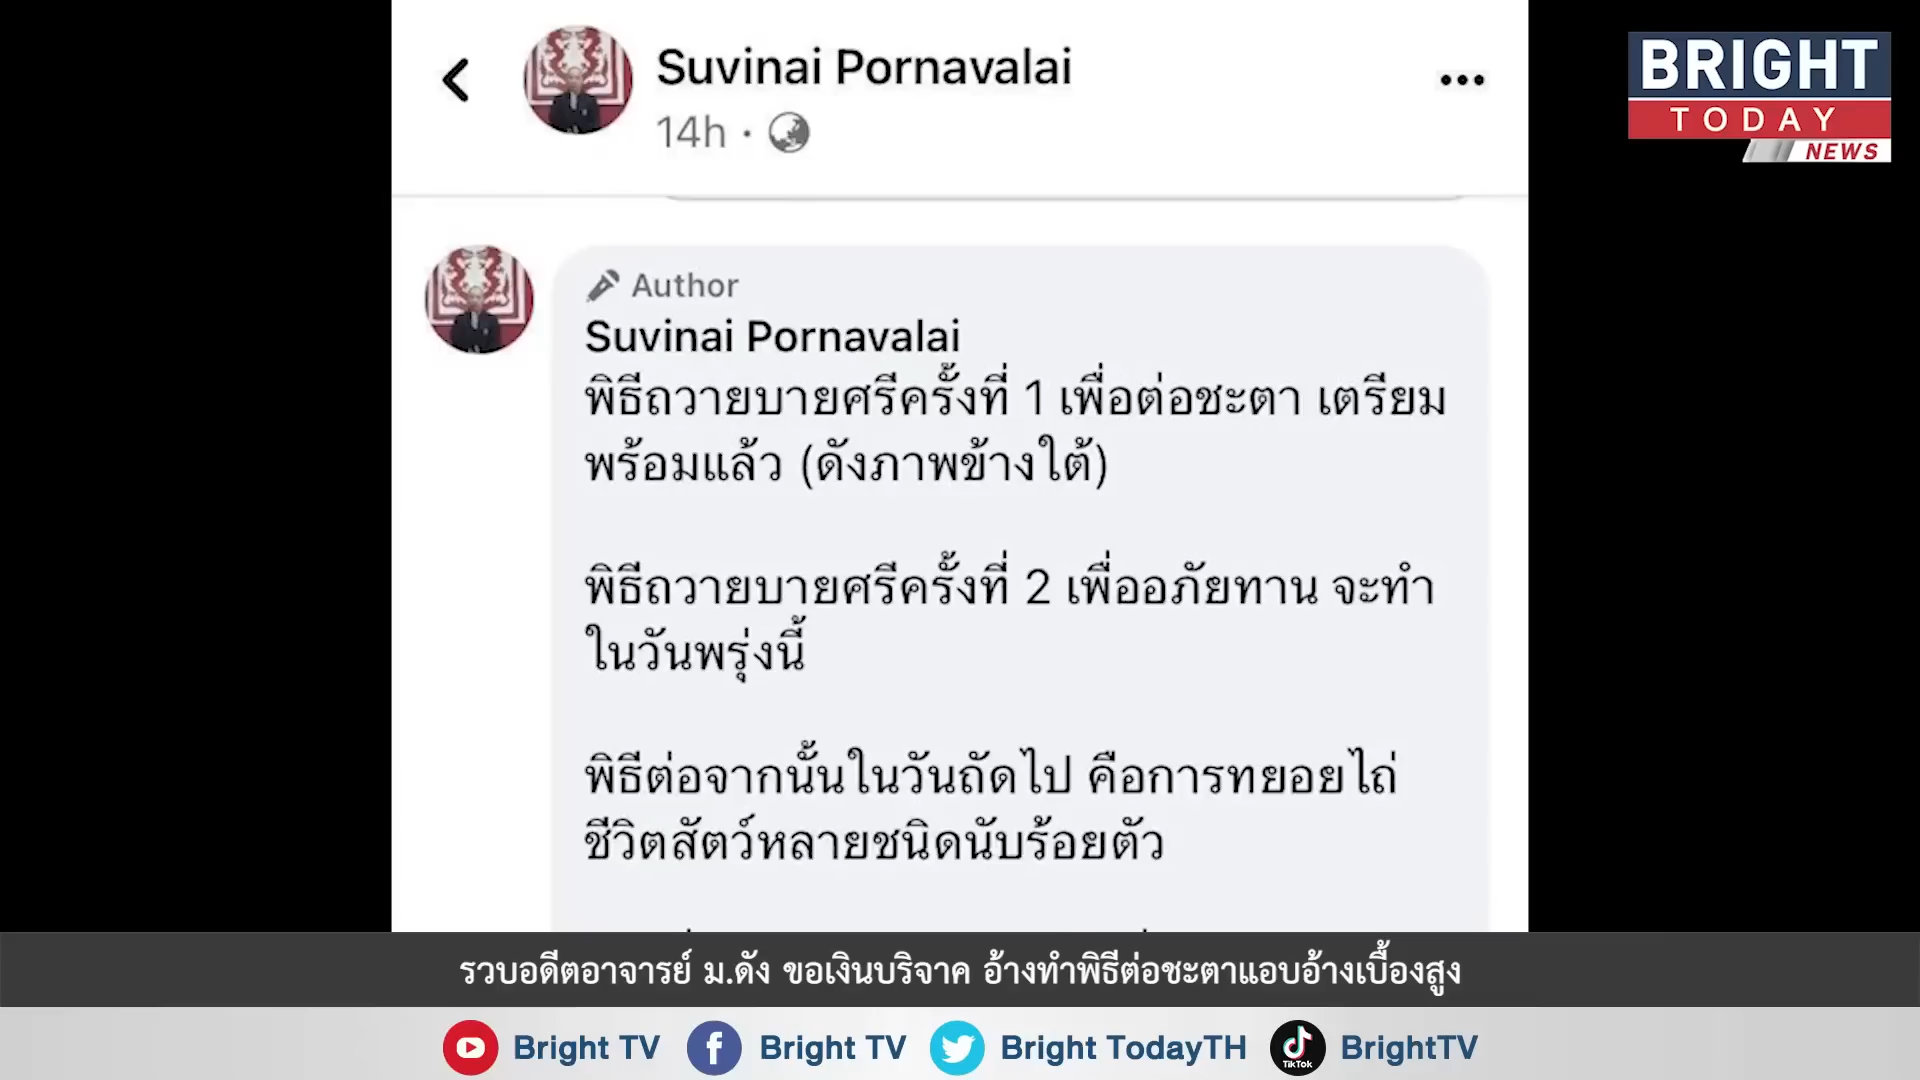 Suvinai Pornavalai
14h ·
BRIGHT
TODAY
NEWS
Author
Suvinai Pornavalai
พิธีถวายบายศรีครั้งที่ 1 เพื่อต่อชะตา เตรียม
พร้อมแล้ว (ดังภาพข้างใต้)
พิธีถวายบายศรีครั้งที่ 2 เพื่ออภัยทาน จะทำ
ในวันพรุ่งนี้
พิธีต่อจากนั้นในวันถัดไป คือการทยอยไถ่
ชีวิตสัตว์หลายชนิดนับร้อยตัว
รวบอดีตอาจารย์ ม.ดัง ขอเงินบริจาค อ้างทำพิธีต่อชะตาแอบอ้างเบื้องสูง
Bright TV Bright TV Bright TodayTH TikTok BrightTV